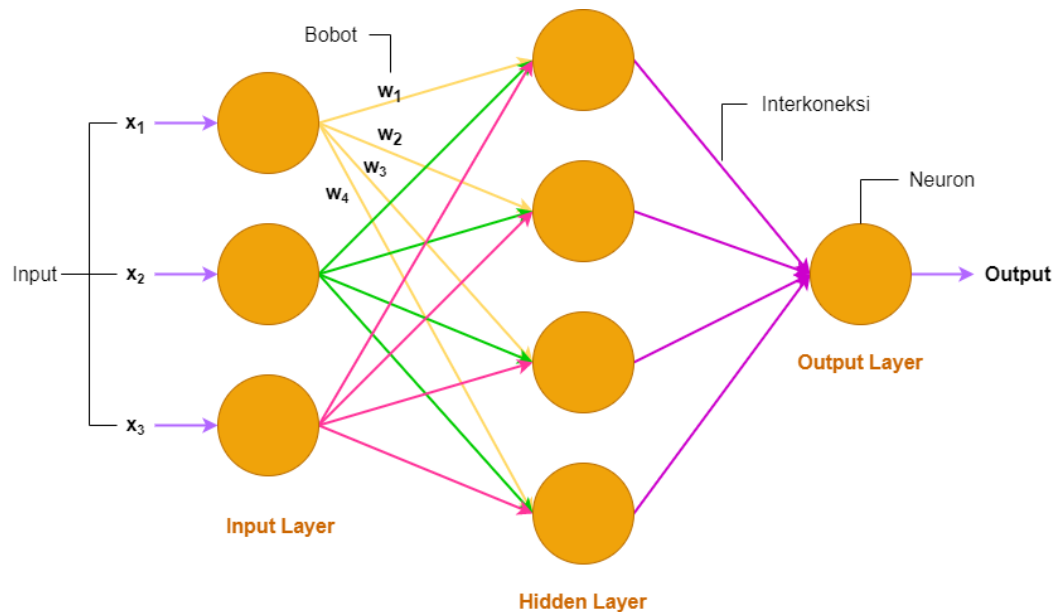 Bobot
w1
Interkoneksi
x1
w2
w3
Neuron
w4
Input
x2
Output
Output Layer
x3
Input Layer
Hidden Layer